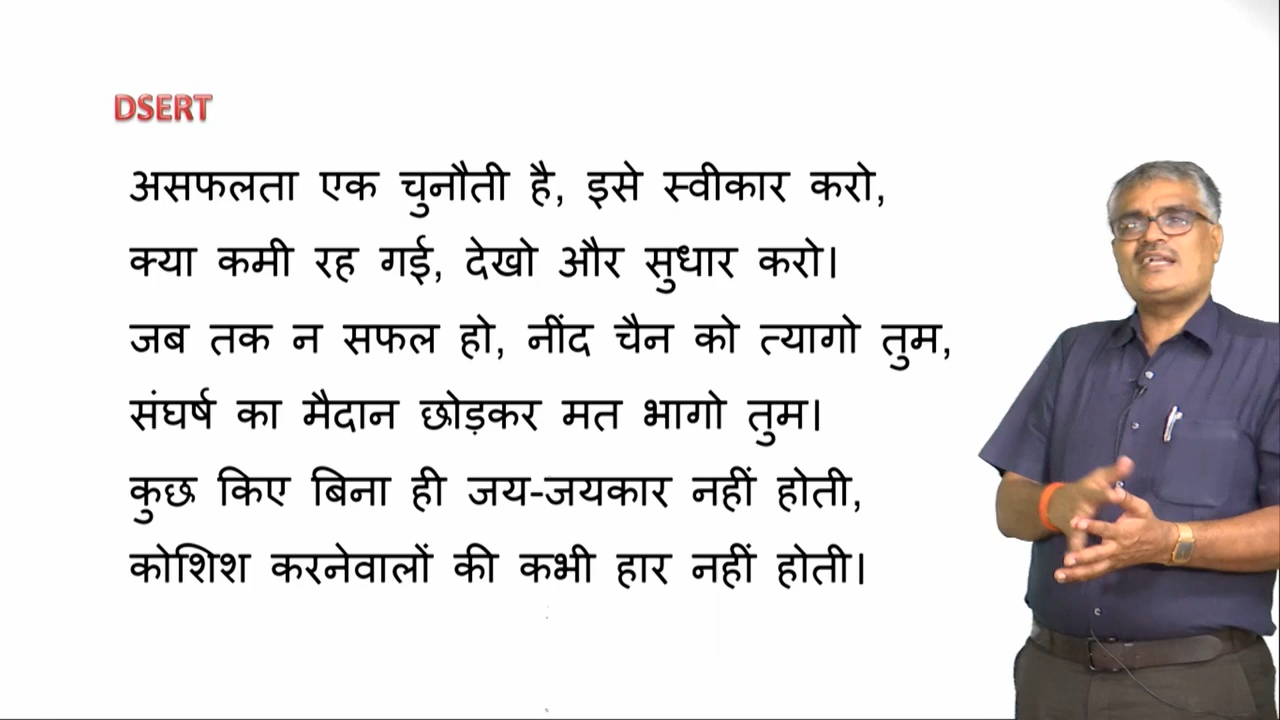 DSERT
असफलता एक चुनौती है, इसे स्वीकार करो,
क्या कमी रह गई, देखो और सुधार करो।
जब तक न सफल हो, नींद चैन को त्यागो तुम,
संघर्ष का मैदान छोड़कर मत भागो तुम।
कुछ किए बिना ही जय-जयकार नहीं होती,
कोशिश करनेवालों की कभी हार नहीं होती।